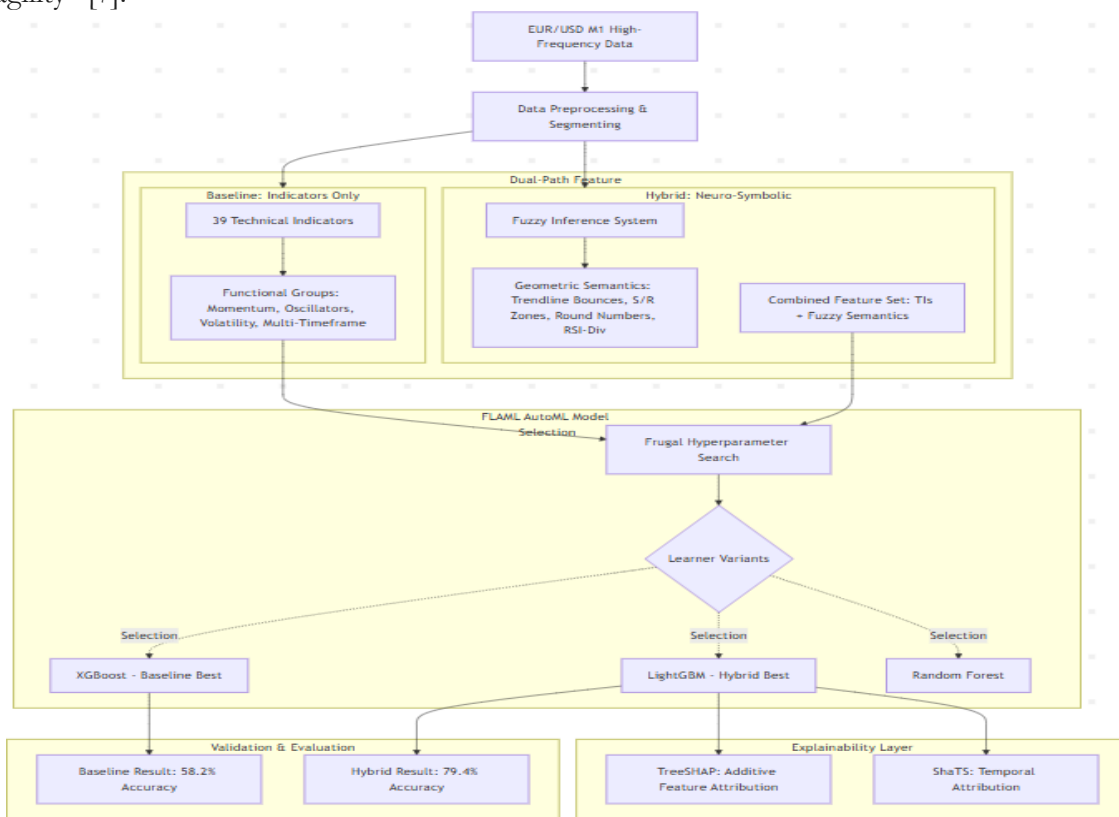 [7].
EUR/USD M1 High-
Frequency Data
Data Preprocessing &
Segmenting
Dual-Path Feature
Baseline: Indicators Only
Hybrid: Neuro-Symbolic
39 Technical Indicators
Fuzzy Inference System
Functional Groups:
Momentum, Oscillators,
Volatility, Multi-Timeframe
Geometric Semantics:
Trendline Bounces, S/R
Zones, Round Numbers,
RSI-Div
Combined Feature Set: TIs
+ Fuzzy Semantics
FLAML AutoML Model
Selection
Frugal Hyperparameter
Search
Learner Variants
Selection
Selection
Selection
XGBoost - Baseline Best
LightGBM - Hybrid Best
Random Forest
Validation & Evaluation
Explainability Layer
Baseline Result: 58.2%
Accuracy
Hybrid Result: 79.4%
Accuracy
TreeSHAP: Additive
Feature Attribution
ShaTS: Temporal
Attribution